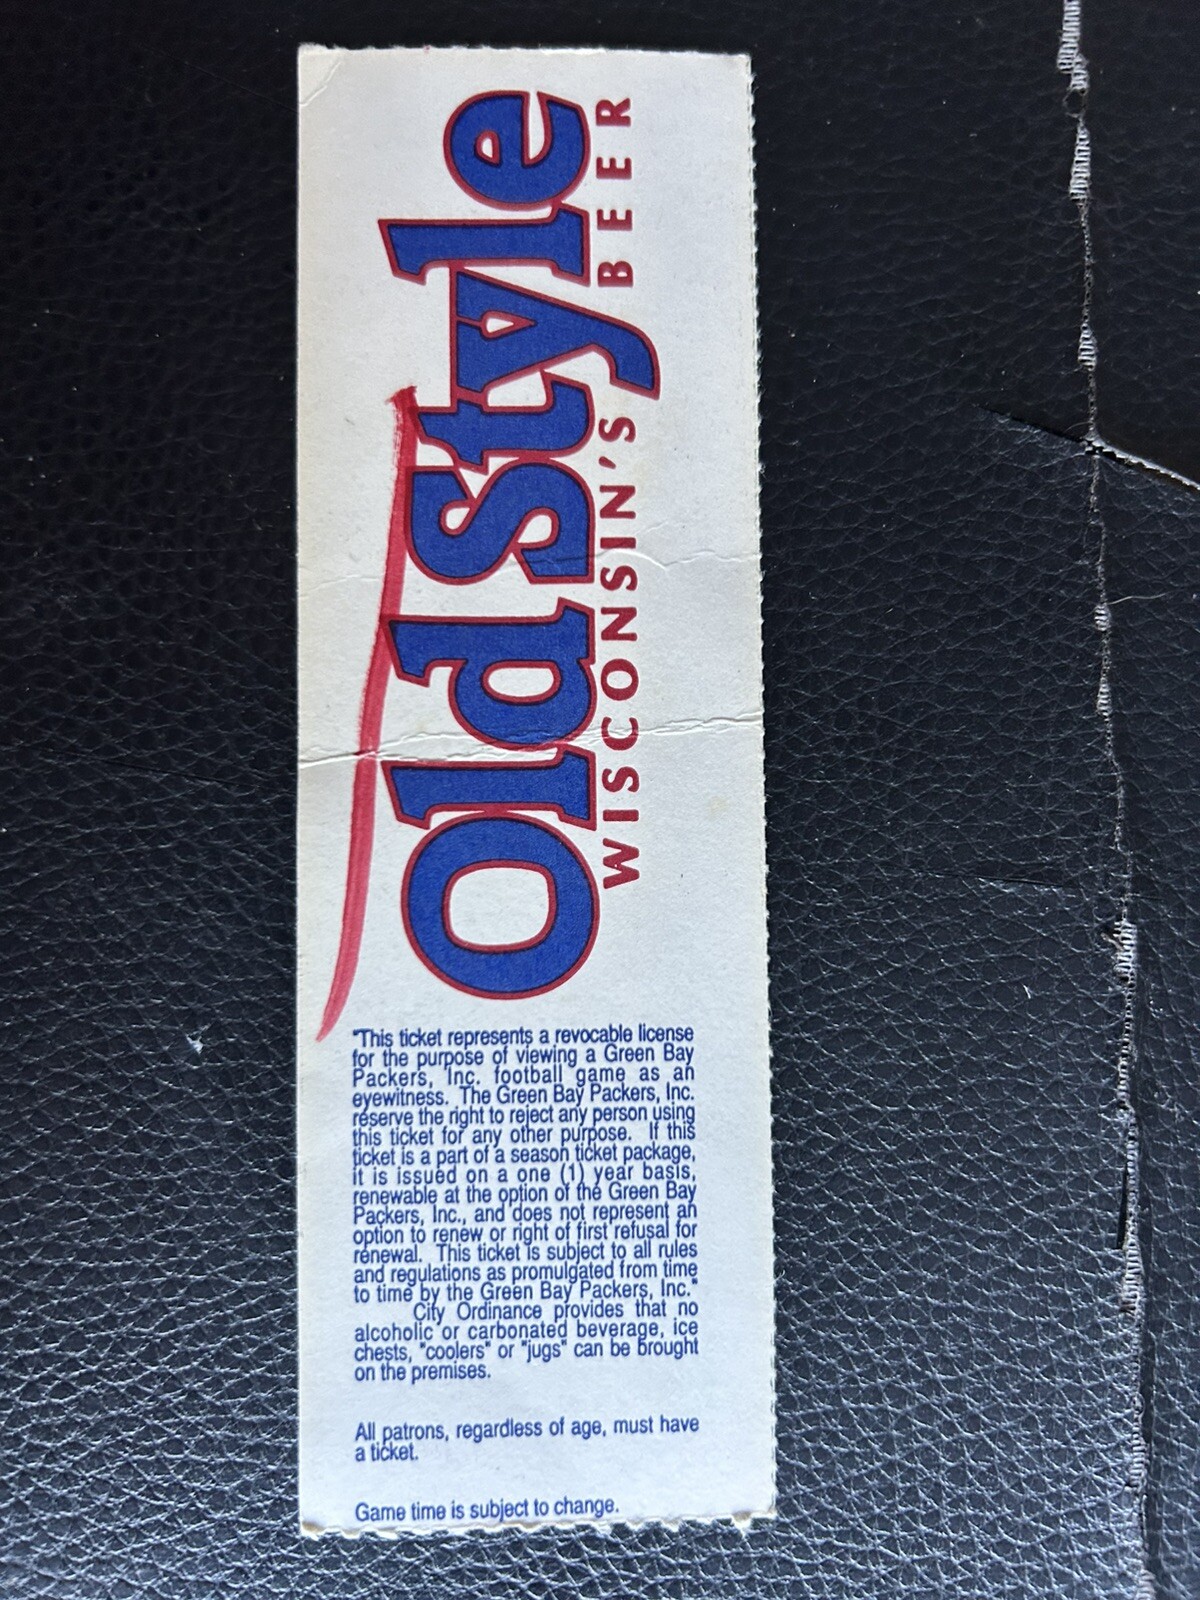 Old Style
WISCONSIN'S BEER
"This ticket represents a revocable license
for the purpose of viewing a Green Bay
Packers, Inc. football game as an
eyewitness. The Green Bay Packers, Inc.
reserve the right to reject any person using
this ticket for any other purpose. If this
ticket is a part of a season ticket package,
it is issued on a one (1) year basis,
renewable at the option of the Green Bay
Packers, Inc., and does not represent an
option to renew or right of first refusal for
renewal. This ticket is subject to all rules
and regulations as promulgated from time
to time by the Green Bay Packers, Inc."
City Ordinance provides that no
alcoholic or carbonated beverage, ice
chests, "coolers" or "jugs" can be brought
on the premises.
All patrons, regardless of age, must have
a ticket.
Game time is subject to change.